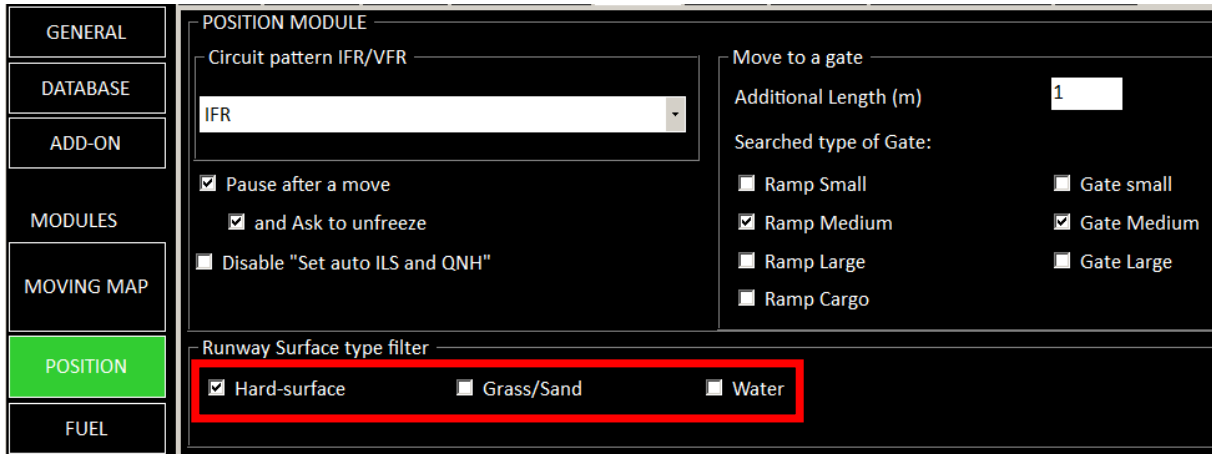 GENERAL
DATABASE
ADD-ON
MODULES
MOVING MAP
POSITION
FUEL
POSITION MODULE
Circuit pattern IFR/VFR
IFR
Pause after a move
and Ask to unfreeze
Disable "Set auto ILS and QNH"
Move to a gate
Additional Length (m) 1
Searched type of Gate:
Ramp Small Gate small
Ramp Medium Gate Medium
Ramp Large Gate Large
Ramp Cargo
Runway Surface type filter
Hard-surface Grass/Sand Water